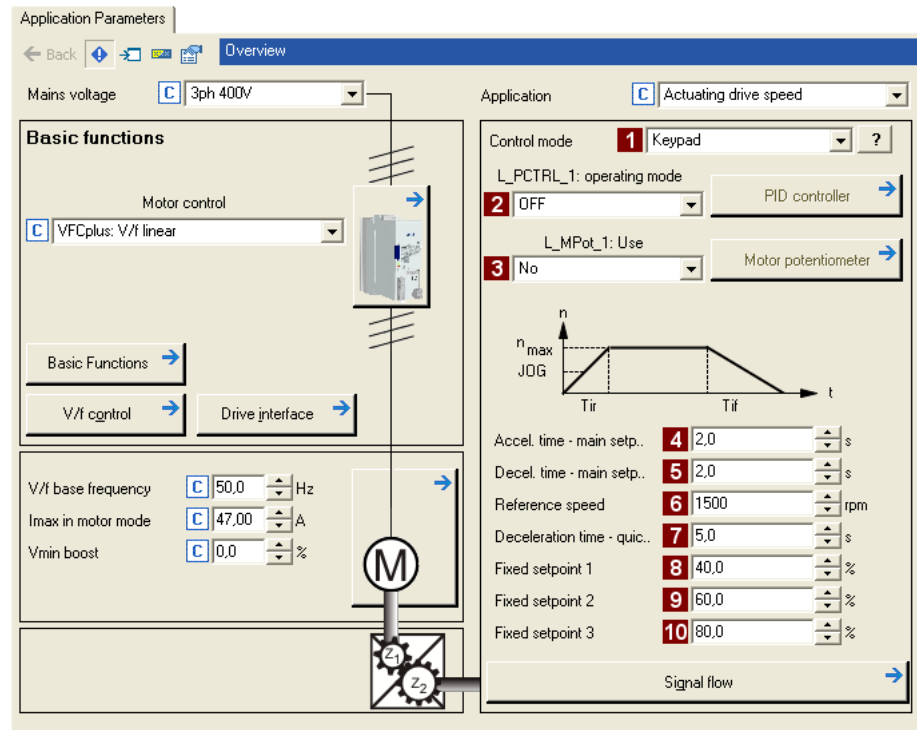 Application Parameters
Back
Overview
Mains voltage C 3ph 400V
Application C Actuating drive speed
Basic functions
Motor control
C VFCplus: V/f linear
Basic Functions
V/f control
Drive interface
V/f base frequency C 50,0 Hz
Imax in motor mode C 47,00 A
Vmin boost C 0,0 %
M
Z1
Z2
Control mode 1 Keypad ?
L_PCTRL_1: operating mode
2 OFF
PID controller
L_MPot_1: Use
3 No
Motor potentiometer
n
n max
JOG
t
Tir Tif
Accel. time - main setp.. 4 2,0 s
Decel. time - main setp.. 5 2,0 s
Reference speed 6 1500 rpm
Deceleration time - quic.. 7 5,0 s
Fixed setpoint 1 8 40,0 %
Fixed setpoint 2 9 60,0 %
Fixed setpoint 3 10 80,0 %
Signal flow